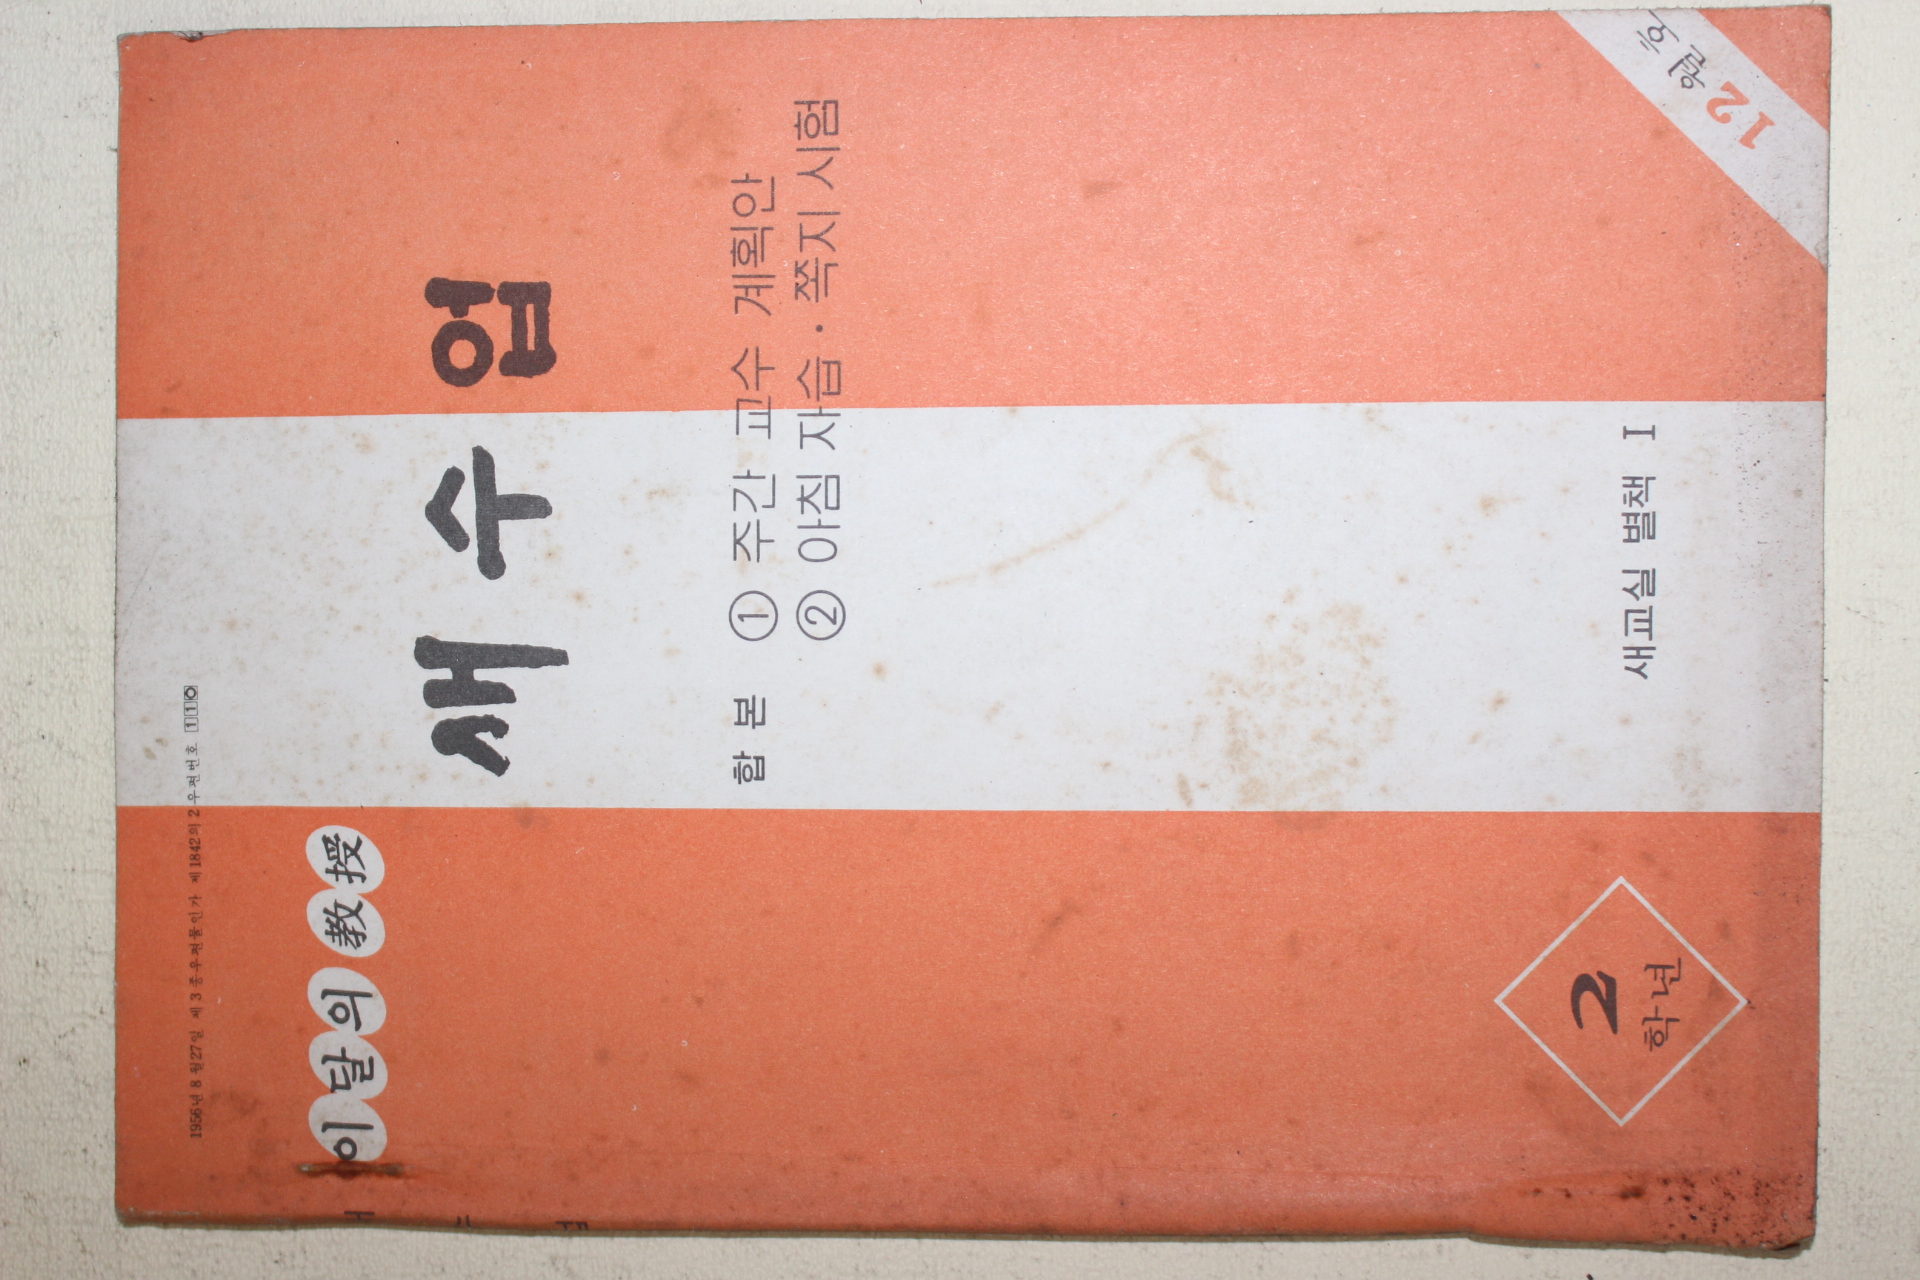 1956년 8월27일 제3종우편물인가 제1842의 2 우편번호 110
12 월호
이달의 教授
새수업
합본 ① 주간 교수 계획안
② 아침 자습·쪽지 시험
2
학년
새교실 별책 I